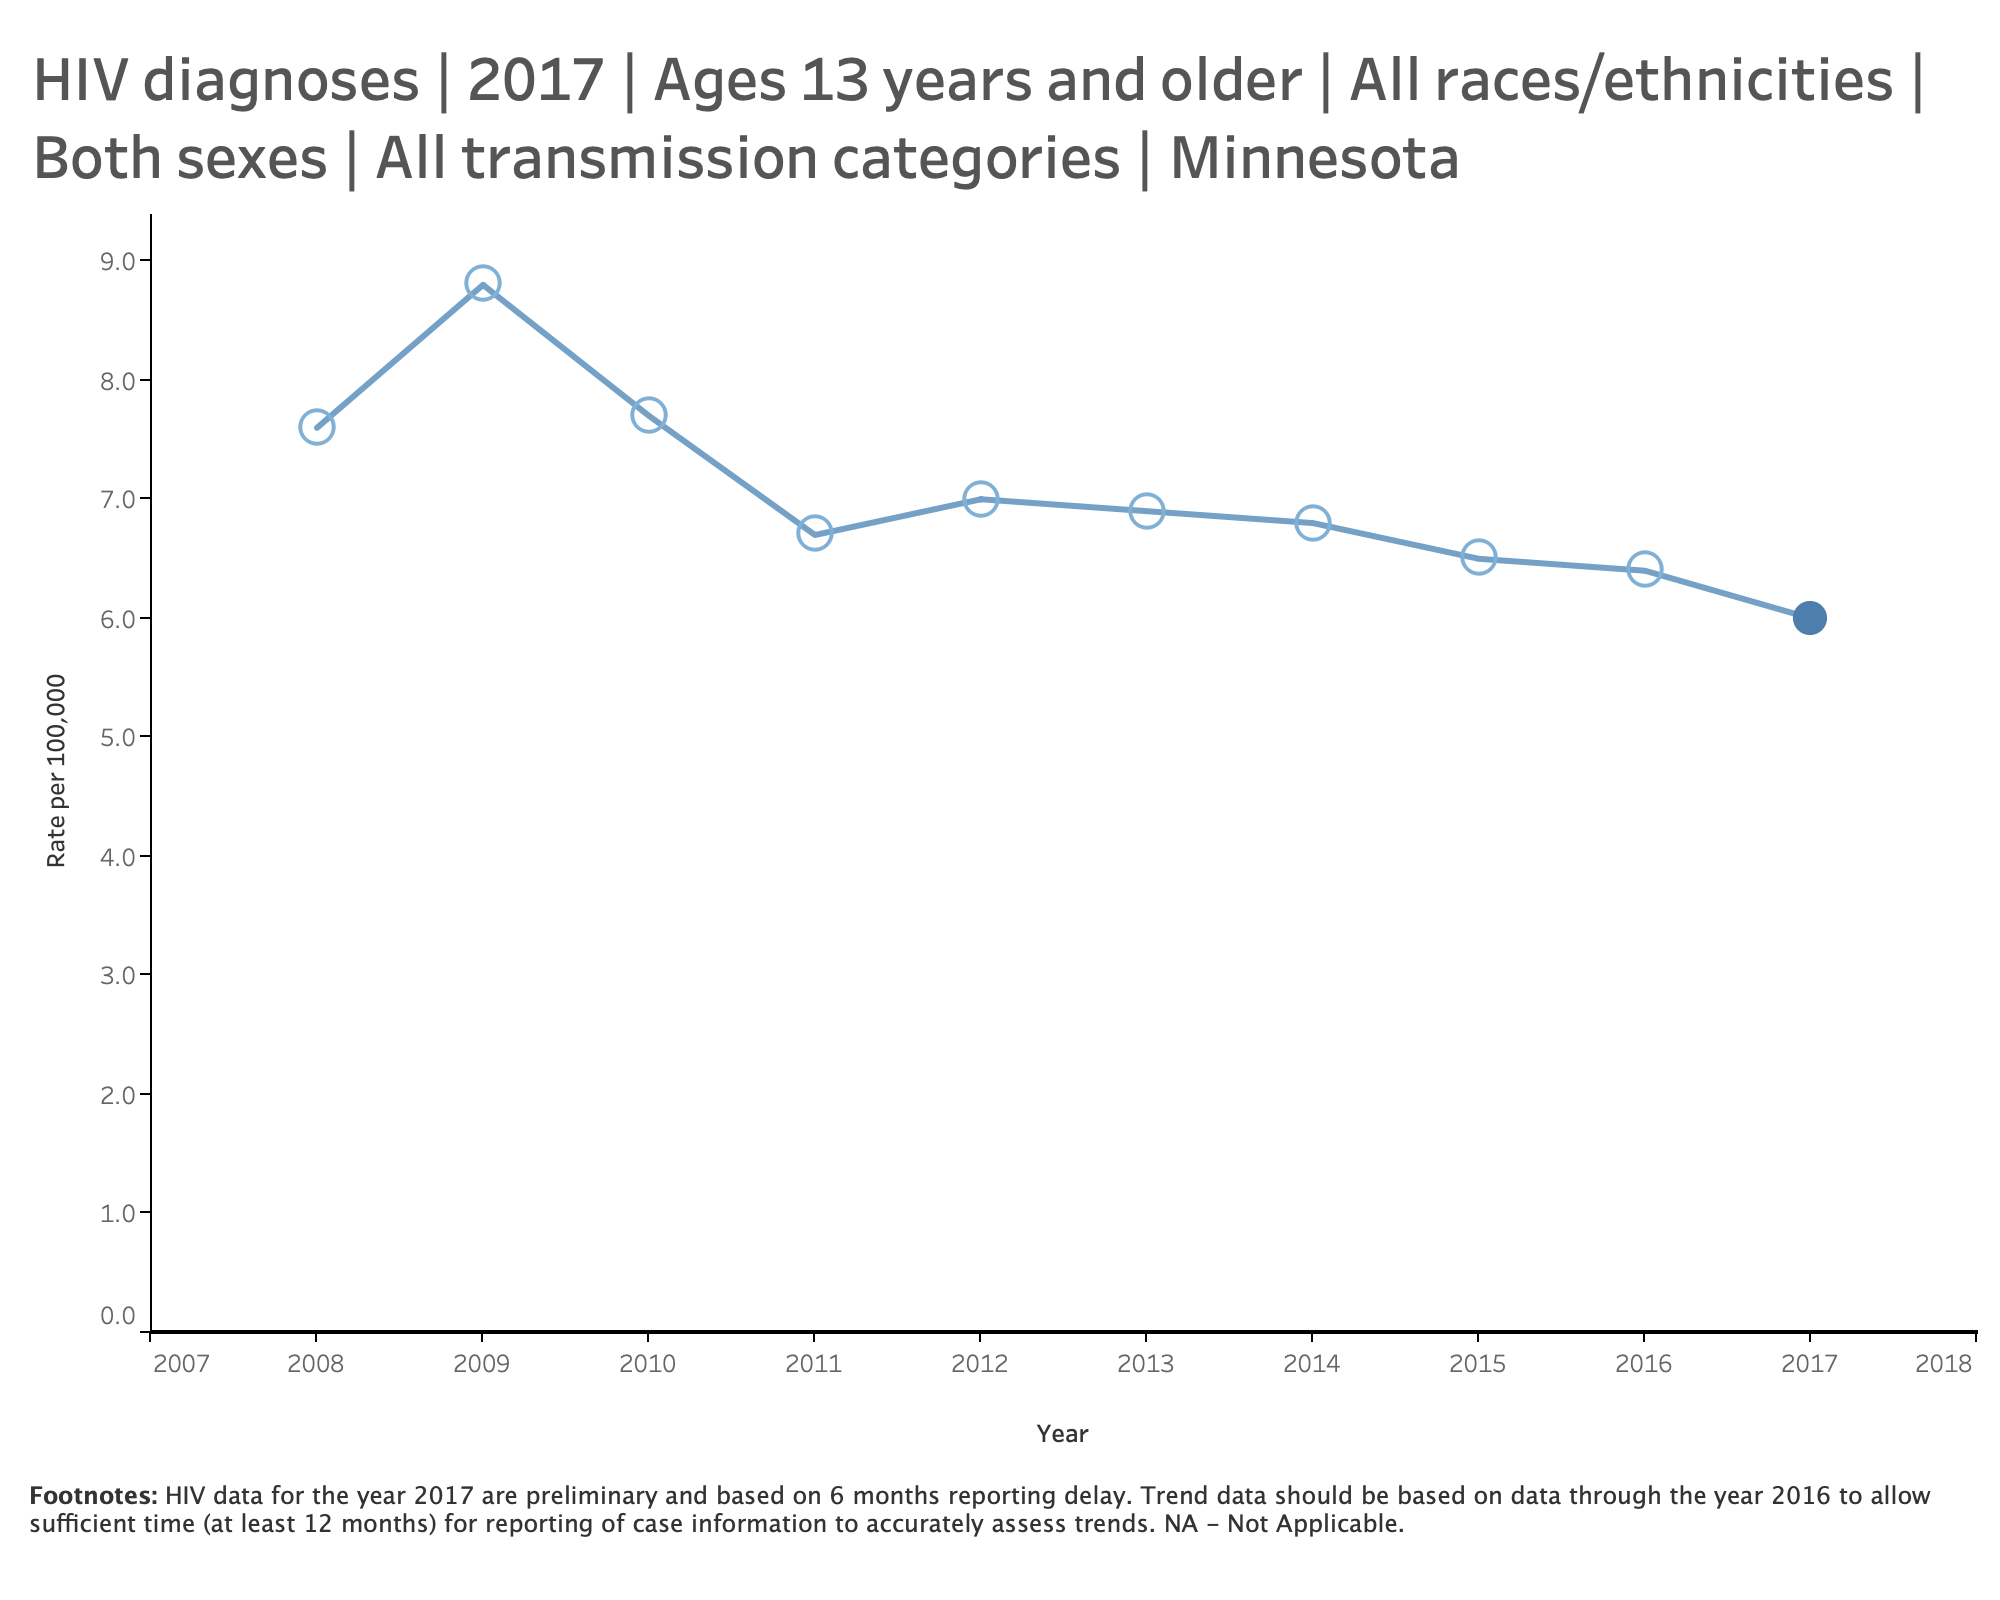 HIV diagnoses | 2017 | Ages 13 years and older | All races/ethnicities |
Both sexes | All transmission categories | Minnesota
9.0
8.0
7.0
6.0
5.0
4.0
3.0
2.0
1.0
0.0
Rate per 100,000
2007 2008 2009 2010 2011 2012 2013 2014 2015 2016 2017 2018
Year
Footnotes: HIV data for the year 2017 are preliminary and based on 6 months reporting delay. Trend data should be based on data through the year 2016 to allow
sufficient time (at least 12 months) for reporting of case information to accurately assess trends. NA – Not Applicable.